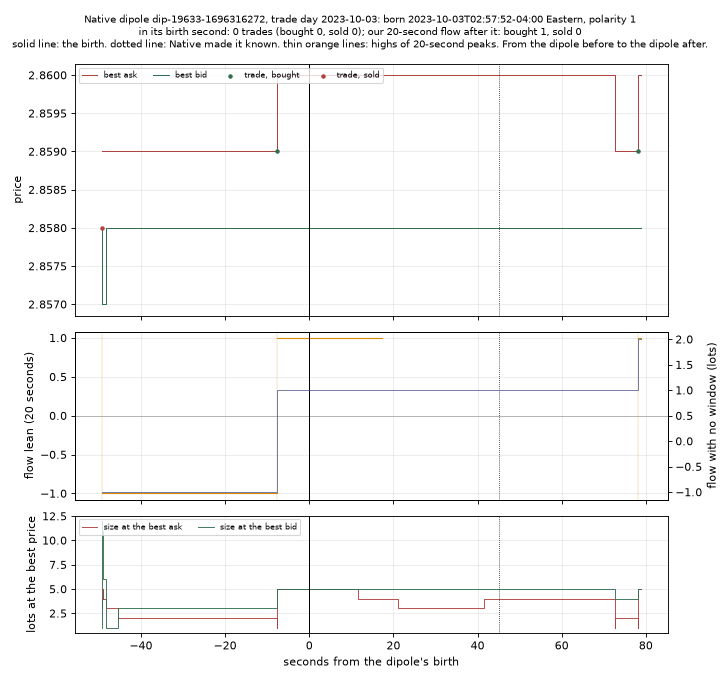 Native dipole dip-19633-1696316272, trade day 2023-10-03: born 2023-10-03T02:57:52-04:00 Eastern, polarity 1
in its birth second: 0 trades (bought 0, sold 0); our 20-second flow after it: bought 1, sold 0
solid line: the birth. dotted line: Native made it known. thin orange lines: highs of 20-second peaks. From the dipole before to the dipole after.
best ask best bid trade, bought trade, sold
2.8600
2.8595
2.8590
2.8585
2.8580
2.8575
2.8570
price
1.0
0.5
0.0
−0.5
−1.0
flow lean (20 seconds)
2.0
1.5
1.0
0.5
0.0
−0.5
−1.0
flow with no window (lots)
size at the best ask size at the best bid
12.5
10.0
7.5
5.0
2.5
lots at the best price
−40 −20 0 20 40 60 80
seconds from the dipole's birth